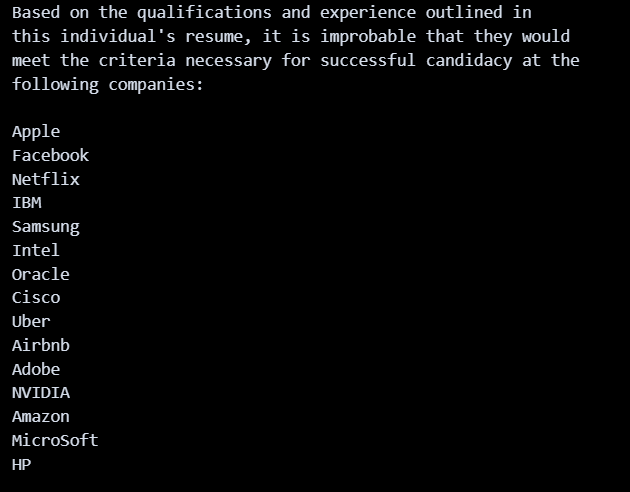 Based on the qualifications and experience outlined in
this individual's resume, it is improbable that they would
meet the criteria necessary for successful candidacy at the
following companies:
Apple
Facebook
Netflix
IBM
Samsung
Intel
Oracle
Cisco
Uber
Airbnb
Adobe
NVIDIA
Amazon
MicroSoft
HP